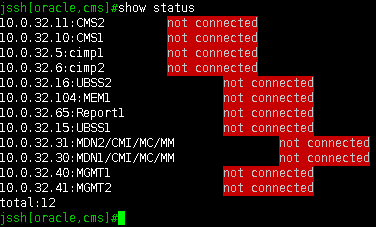 jssh[oracle,cms]#show status
10.0.32.11:CMS2 not connected
10.0.32.10:CMS1 not connected
10.0.32.5:cimp1 not connected
10.0.32.6:cimp2 not connected
10.0.32.16:UBSS2 not connected
10.0.32.104:MEM1 not connected
10.0.32.65:Report1 not connected
10.0.32.15:UBSS1 not connected
10.0.32.31:MDN2/CMI/MC/MM not connected
10.0.32.30:MDN1/CMI/MC/MM not connected
10.0.32.40:MGMT1 not connected
10.0.32.41:MGMT2 not connected
total:12
jssh[oracle,cms]#